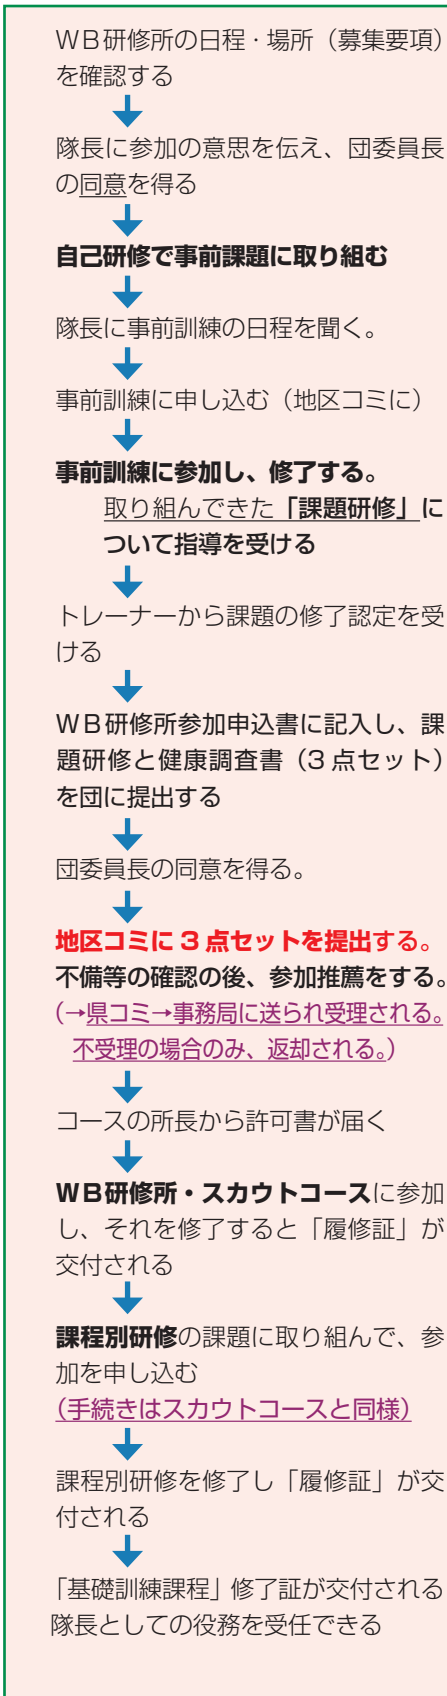 WB研修所の日程・場所（募集要項）
を確認する
隊長に参加の意思を伝え、団委員長
の同意を得る
自己研修で事前課題に取り組む
隊長に事前訓練の日程を聞く。
事前訓練に申し込む（地区コミに）
事前訓練に参加し、修了する。
取り組んできた「課題研修」に
ついて指導を受ける
トレーナーから課題の修了認定を受
ける
WB研修所参加申込書に記入し、課
題研修と健康調査書（3点セット）
を団に提出する
団委員長の同意を得る。
地区コミに 3 点セットを提出する。
不備等の確認の後、参加推薦をする。
（→県コミ→事務局に送られ受理される。
不受理の場合のみ、返却される。）
コースの所長から許可書が届く
WB研修所・スカウトコースに参加
し、それを修了すると「履修証」が
交付される
課程別研修の課題に取り組んで、参
加を申し込む
（手続きはスカウトコースと同様）
課程別研修を修了し「履修証」が交
付される
「基礎訓練課程」修了証が交付される
隊長としての役務を受任できる